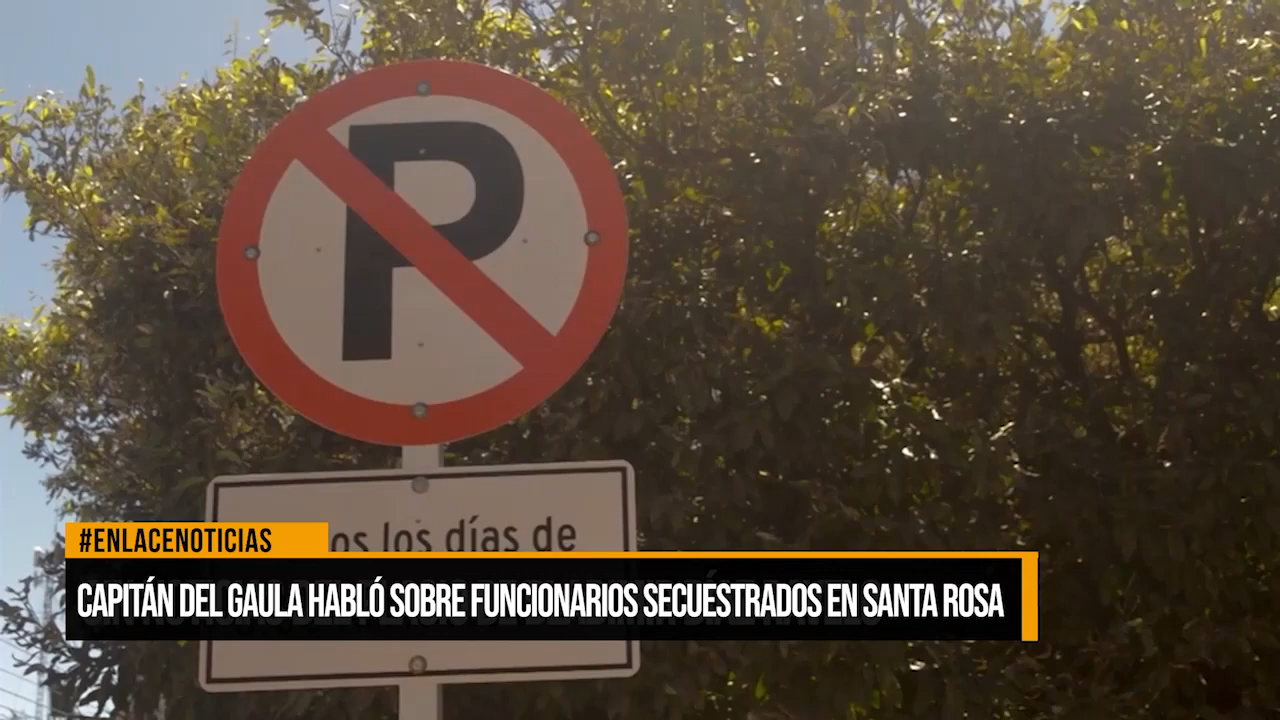 P
os los días de
#ENLACENOTICIAS
CAPITÁN DEL GAULA HABLÓ SOBRE FUNCIONARIOS SECUESTRADOS EN SANTA ROSA